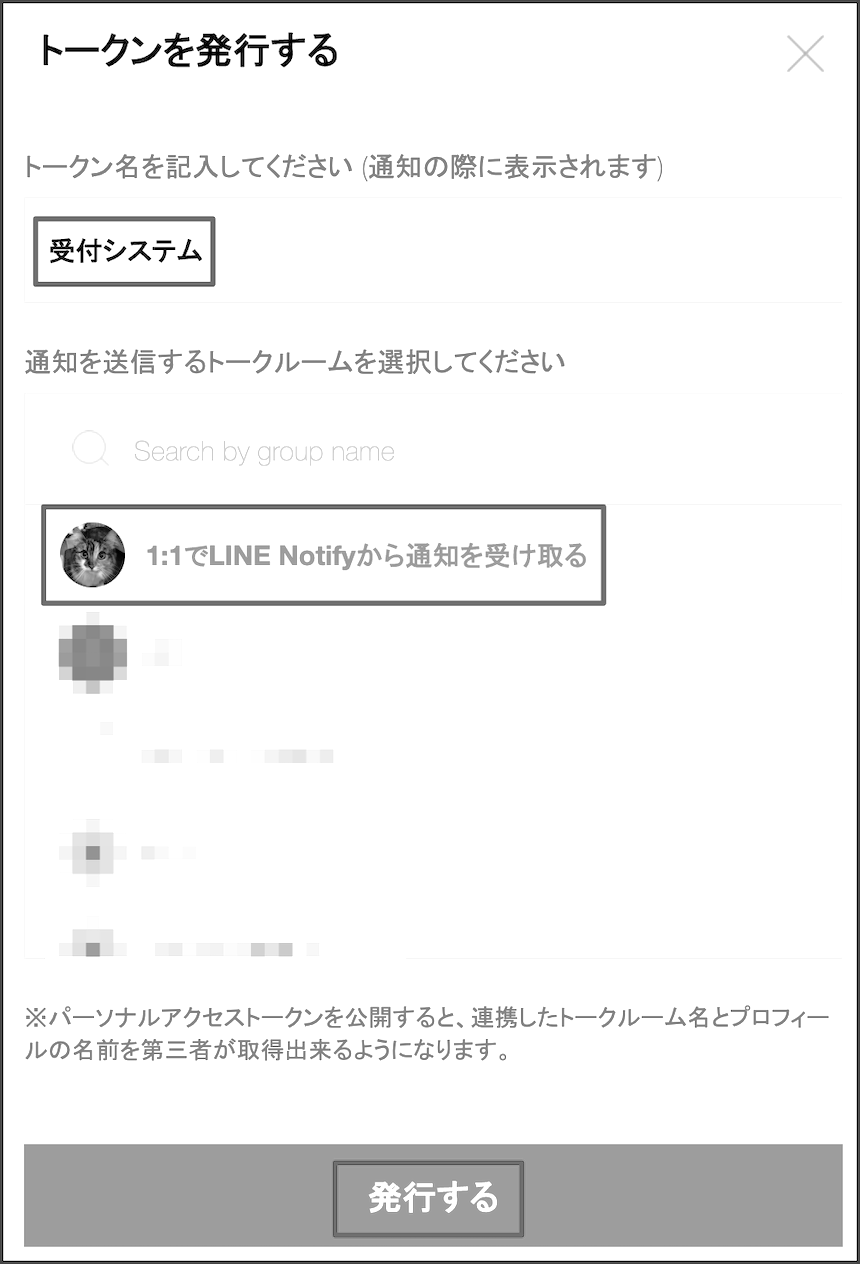 トークンを発行する
トークン名を記入してください (通知の際に表示されます)
受付システム
通知を送信するトークルームを選択してください
Search by group name
1:1でLINE Notifyから通知を受け取る
※パーソナルアクセストークンを公開すると、連携したトークルーム名とプロフィー
ルの名前を第三者が取得出来るようになります。
発行する